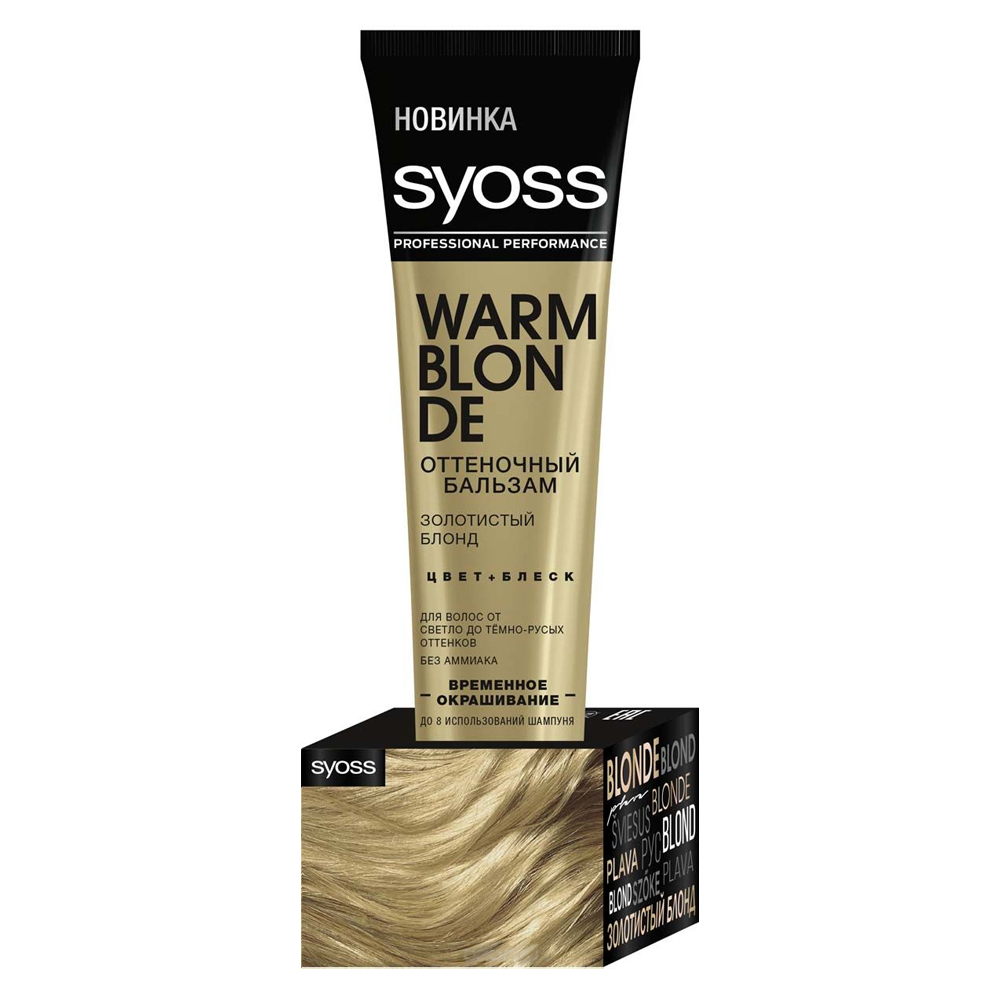 НОВИНКА
syoss
PROFESSIONAL PERFORMANCE
WARM
BLON
DE
ОТТЕНОЧНЫЙ
БАЛЬЗАМ
ЗОЛОТИСТЫЙ
БЛОНД
ЦВЕТ+БЛЕСК
ДЛЯ ВОЛОС ОТ
СВЕТЛО ДО ТЁМНО-РУСЫХ
ОТТЕНКОВ
БЕЗ АММИАКА
ВРЕМЕННОЕ
ОКРАШИВАНИЕ
ДО 8 ИСПОЛЬЗОВАНИЙ ШАМПУНЯ
EAC
syoss
BLONDE BLOND
BLONDE
SVIESUS
PLAVA РУС BLOND
BLOND SZŐKE PLAVA
ЗОЛОТИСТЫЙ БЛОНД